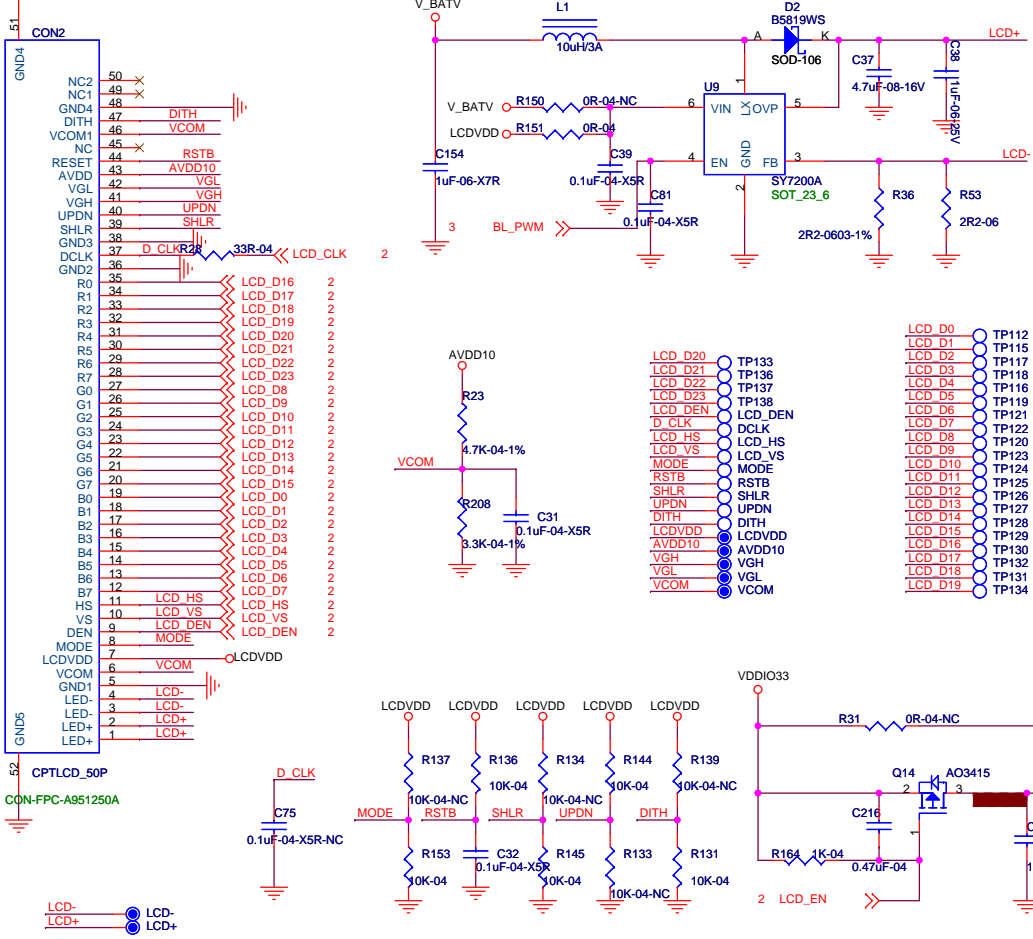 51
CON2
GND4
NC2 50
NC1 49
GND4 48
DITH 47 DITH
VCOM1 46 VCOM
NC 45
RESET 44 RSTB
AVDD 43 AVDD10
VGL 42 VGL
VGH 41 VGH
UPDN 40 UPDN
SHLR 39 SHLR
GND3 38
DCLK 37 D_CLK R28 33R-04 LCD_CLK 2
GND2 36
R0 35 LCD_D16 2
R1 34 LCD_D17 2
R2 33 LCD_D18 2
R3 32 LCD_D19 2
R4 31 LCD_D20 2
R5 30 LCD_D21 2
R6 29 LCD_D22 2
R7 28 LCD_D23 2
G0 27 LCD_D8 2
G1 26 LCD_D9 2
G2 25 LCD_D10 2
G3 24 LCD_D11 2
G4 23 LCD_D12 2
G5 22 LCD_D13 2
G6 21 LCD_D14 2
G7 20 LCD_D15 2
B0 19 LCD_D0 2
B1 18 LCD_D1 2
B2 17 LCD_D2 2
B3 16 LCD_D3 2
B4 15 LCD_D4 2
B5 14 LCD_D5 2
B6 13 LCD_D6 2
B7 12 LCD_D7 2
HS 11 LCD_HS LCD_HS 2
VS 10 LCD_VS LCD_VS 2
DEN 9 LCD_DEN LCD_DEN 2
MODE 8 MODE
LCDVDD 7 LCDVDD
VCOM 6 VCOM
GND1 5
LED- 4 LCD-
LED- 3 LCD-
LED+ 2 LCD+
LED+ 1 LCD+
GND5
52
CPTLCD_50P
CON-FPC-A951250A
V_BATV
L1
10uH/3A
D2
B5819WS
A K
SOD-106
LCD+
C37
4.7uF-08-16V
C38
1uF-06-25V
V_BATV R150 0R-04-NC
LCDVDD R151 0R-04
C154
1uF-06-X7R
C39
0.1uF-04-X5R
C81
0.1uF-04-X5R
3 BL_PWM
U9
1
6 VIN LX OVP 5
4 EN GND FB 3
2
SY7200A
SOT_23_6
LCD-
R36
2R2-0603-1%
R53
2R2-06
AVDD10
R23
4.7K-04-1%
VCOM
R208
3.3K-04-1%
C31
0.1uF-04-X5R
LCD_D20 TP133
LCD_D21 TP136
LCD_D22 TP137
LCD_D23 TP138
LCD_DEN LCD_DEN
D_CLK DCLK
LCD_HS LCD_HS
LCD_VS LCD_VS
MODE MODE
RSTB RSTB
SHLR SHLR
UPDN UPDN
DITH DITH
LCDVDD LCDVDD
AVDD10 AVDD10
VGH VGH
VGL VGL
VCOM VCOM
LCD_D0 TP112
LCD_D1 TP115
LCD_D2 TP117
LCD_D3 TP118
LCD_D4 TP116
LCD_D5 TP119
LCD_D6 TP121
LCD_D7 TP122
LCD_D8 TP120
LCD_D9 TP123
LCD_D10 TP124
LCD_D11 TP125
LCD_D12 TP126
LCD_D13 TP127
LCD_D14 TP128
LCD_D15 TP129
LCD_D16 TP130
LCD_D17 TP132
LCD_D18 TP131
LCD_D19 TP134
D_CLK
C75
0.1uF-04-X5R-NC
LCDVDD LCDVDD LCDVDD LCDVDD LCDVDD
R137 R136 R134 R144 R139
10K-04-NC 10K-04 10K-04-NC 10K-04 10K-04-NC
MODE RSTB SHLR UPDN DITH
R153 C32 R145 R133 R131
10K-04 0.1uF-04-X5R 10K-04 10K-04-NC 10K-04
VDDIO33
R31 0R-04-NC
Q14 AO3415
2 3
1
C216
0.47uF-04
R164 1K-04
2 LCD_EN
LCD- LCD-
LCD+ LCD+